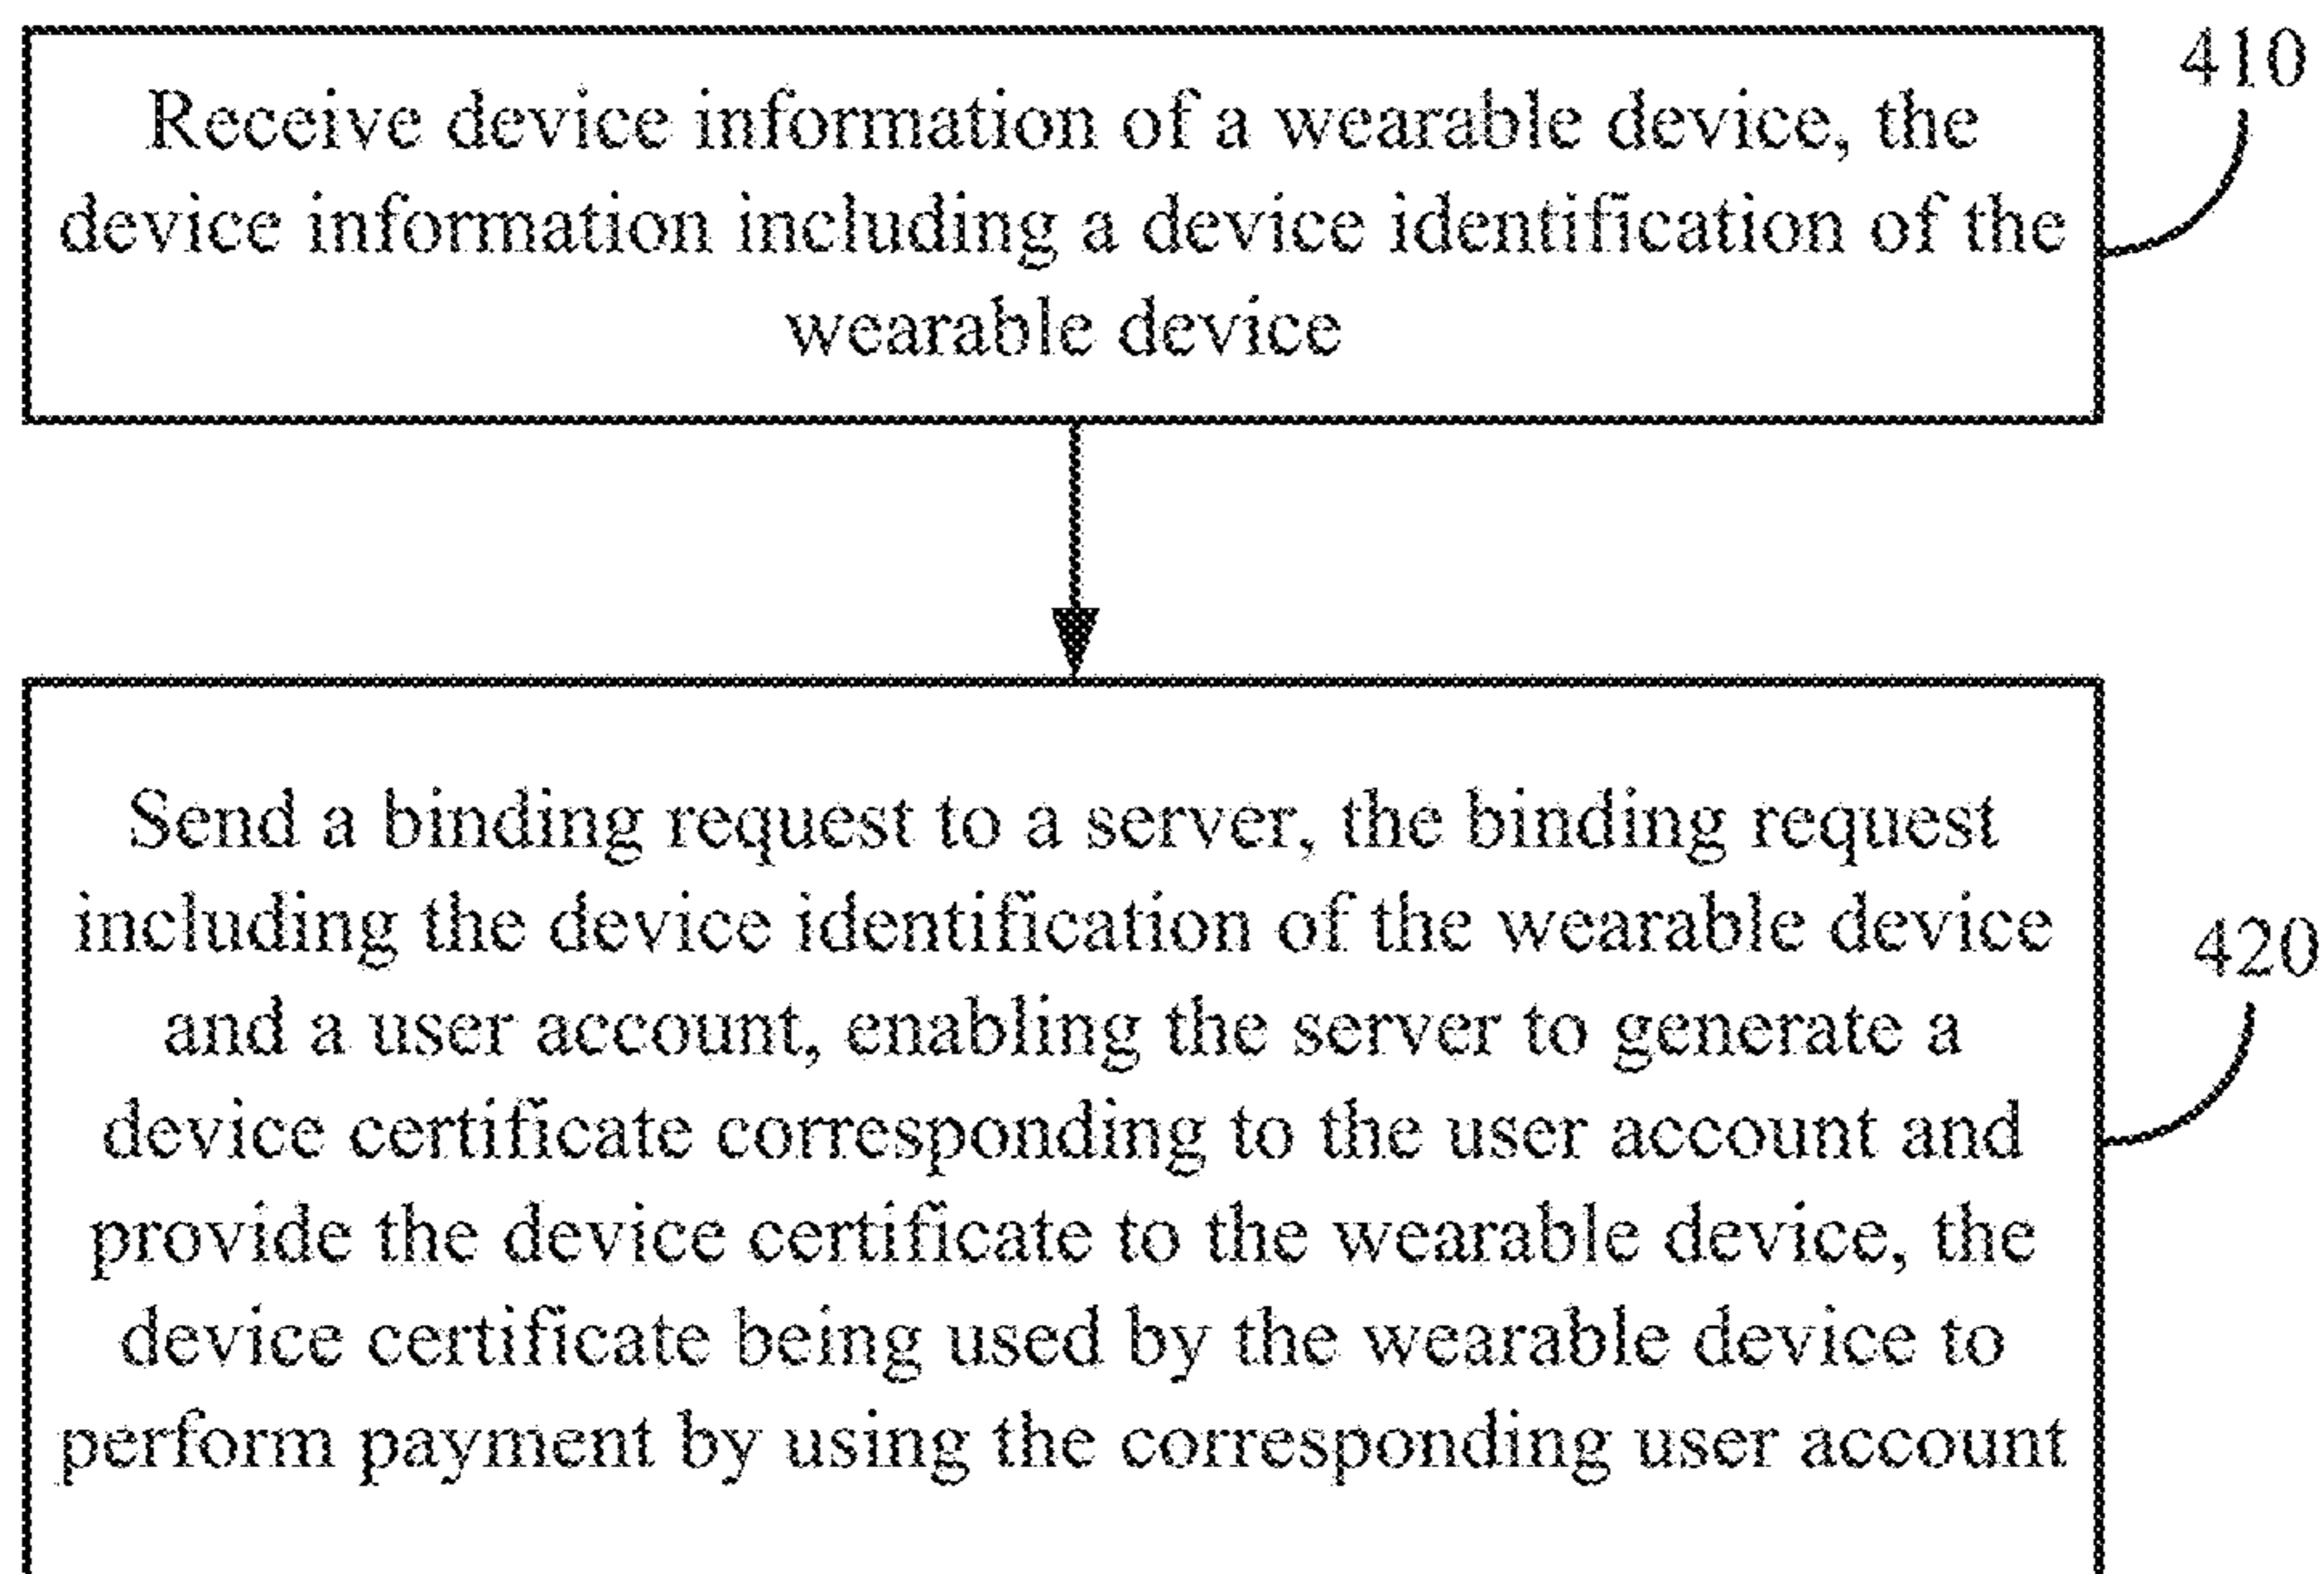 410
Receive device information of a wearable device, the
device information including a device identification of the
wearable device
Send a binding request to a server, the binding request
including the device identification of the wearable device
420
and a user account, enabling the server to generate a
device certificate corresponding to the user account and
provide the device certificate to the wearable device, the
device certificate being used by the wearable device to
perform payment by using the corresponding user account